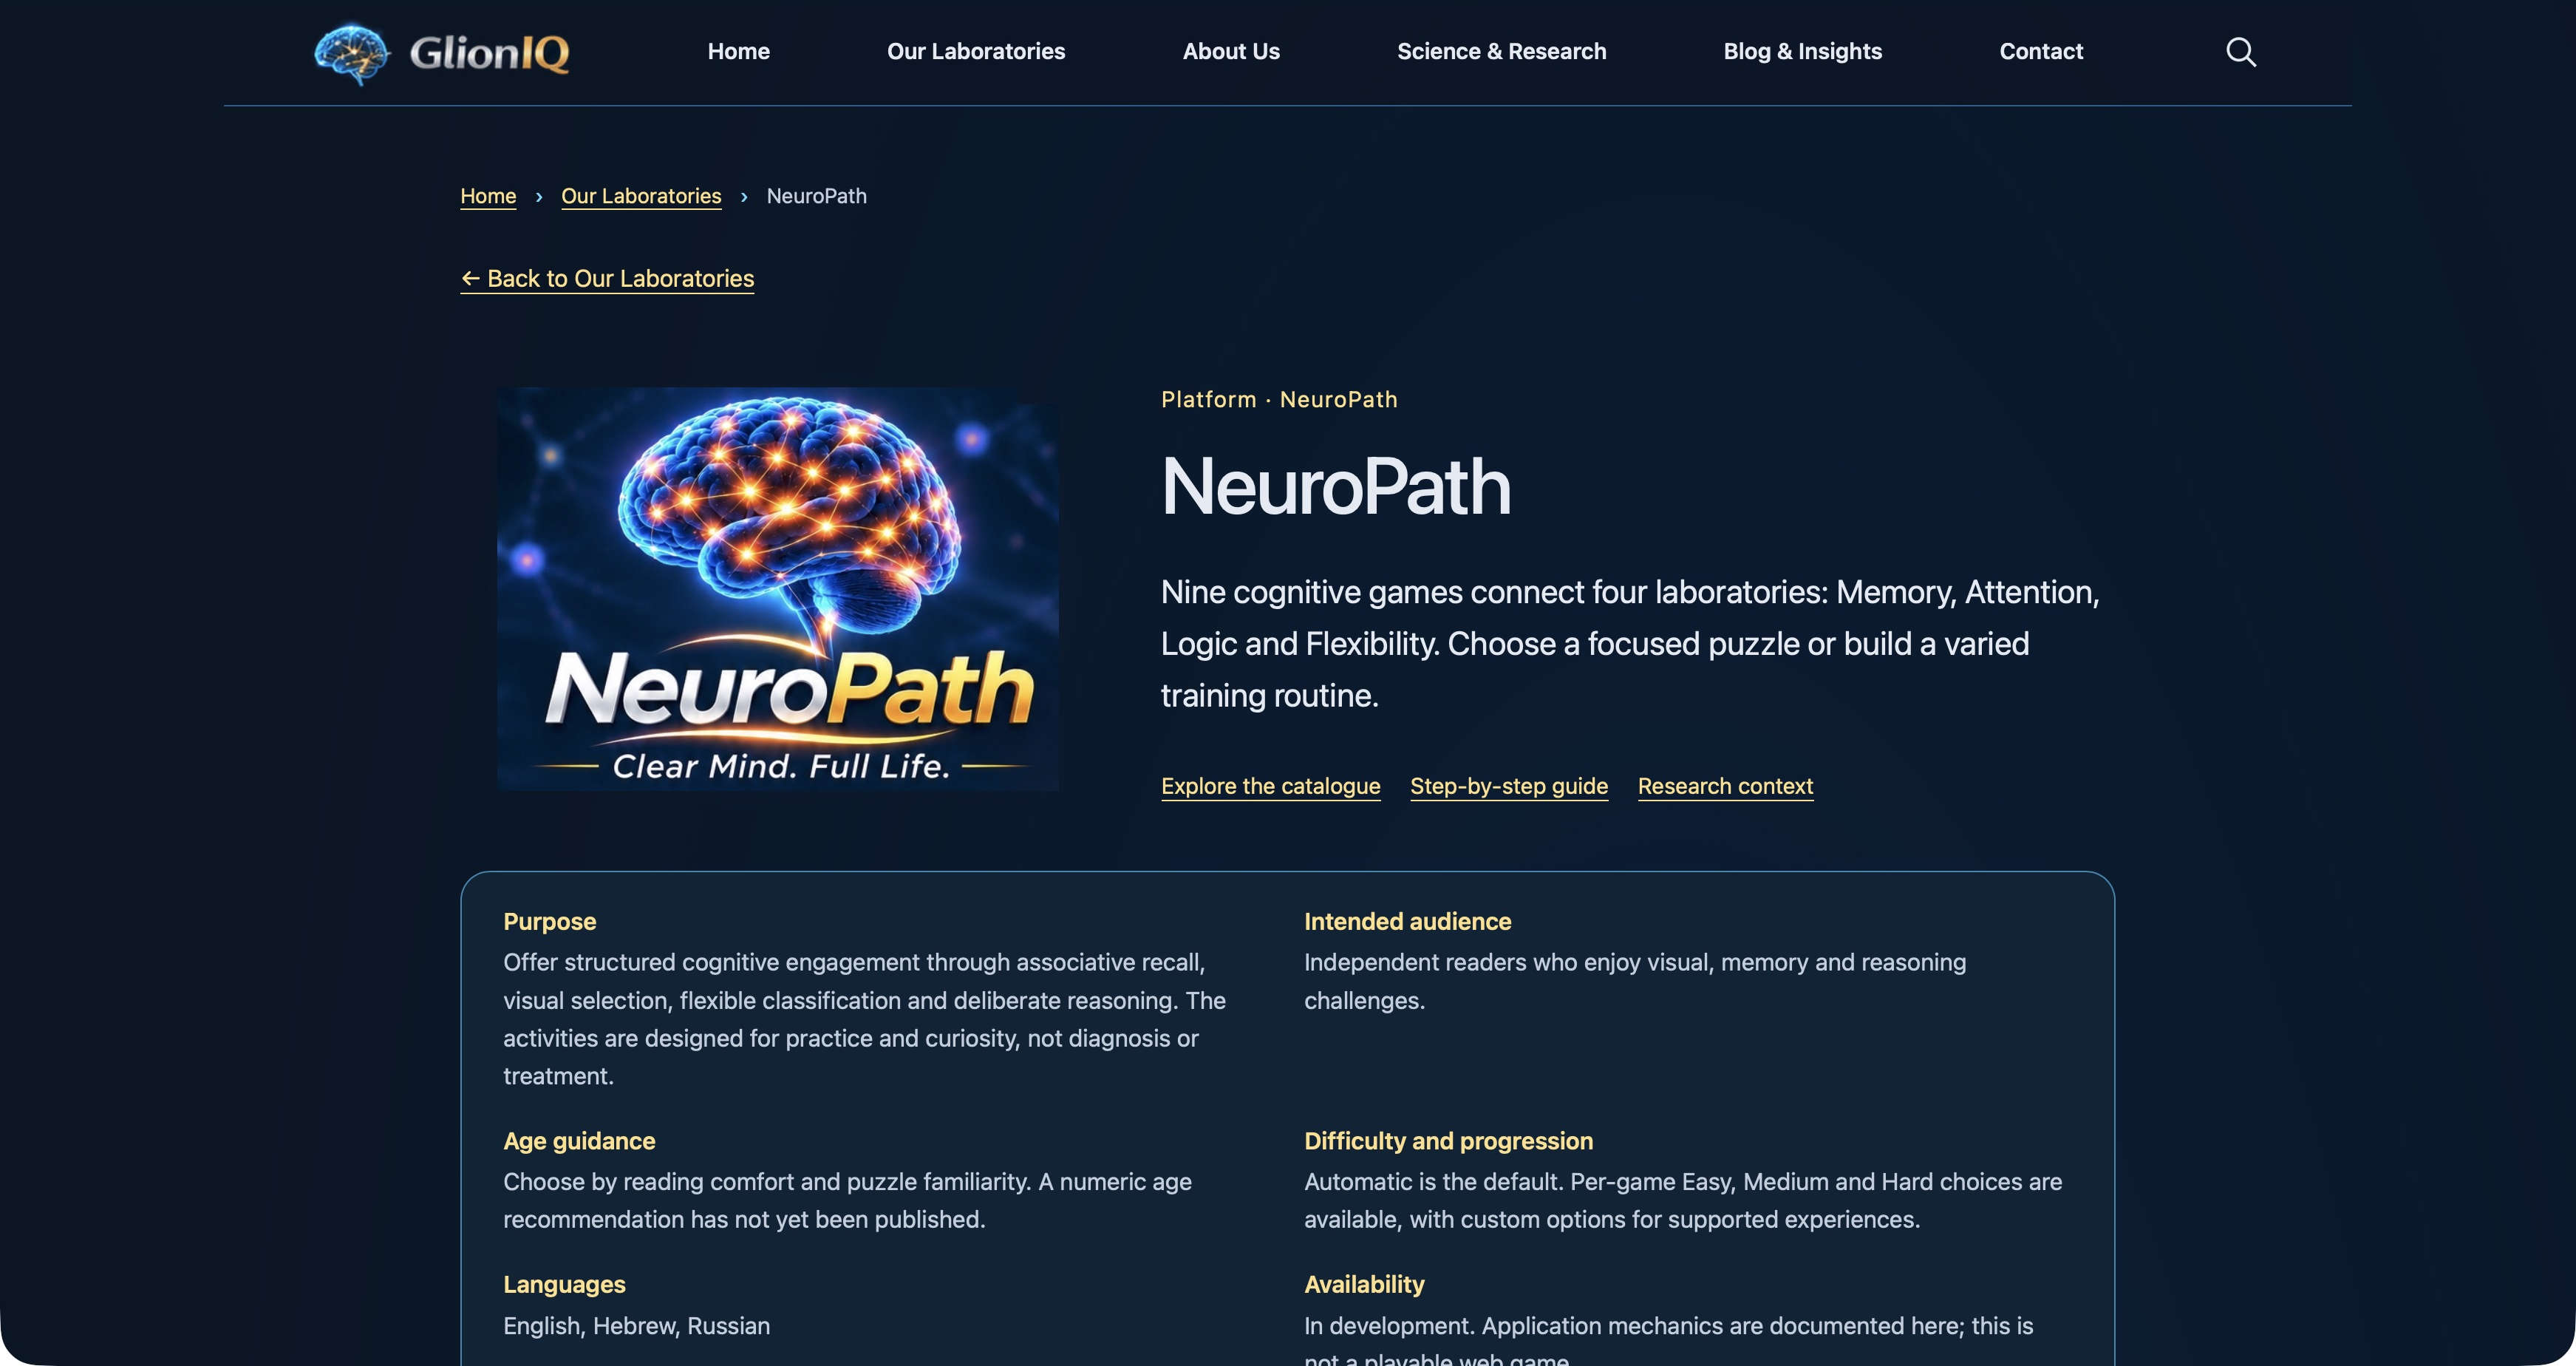 GlionIQ
Home
Our Laboratories
About Us
Science & Research
Blog & Insights
Contact
Home › Our Laboratories › NeuroPath
← Back to Our Laboratories
NeuroPath
Clear Mind. Full Life.
Platform · NeuroPath
NeuroPath
Nine cognitive games connect four laboratories: Memory, Attention,
Logic and Flexibility. Choose a focused puzzle or build a varied
training routine.
Explore the catalogue
Step-by-step guide
Research context
Purpose
Offer structured cognitive engagement through associative recall,
visual selection, flexible classification and deliberate reasoning. The
activities are designed for practice and curiosity, not diagnosis or
treatment.
Intended audience
Independent readers who enjoy visual, memory and reasoning
challenges.
Age guidance
Choose by reading comfort and puzzle familiarity. A numeric age
recommendation has not yet been published.
Difficulty and progression
Automatic is the default. Per-game Easy, Medium and Hard choices are
available, with custom options for supported experiences.
Languages
English, Hebrew, Russian
Availability
In development. Application mechanics are documented here; this is
not a playable web game.